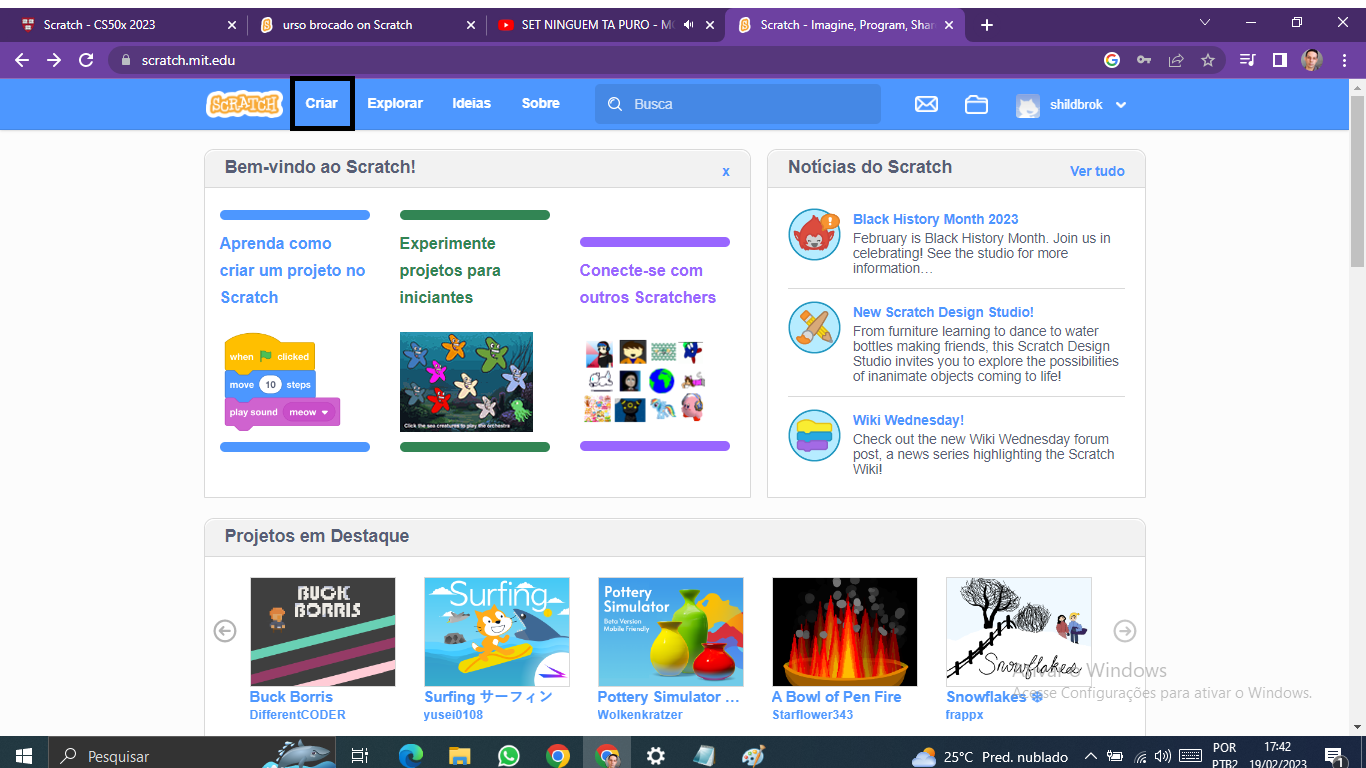 Scratch - CS50x 2023
urso brocado on Scratch
SET NINGUEM TA PURO - MC
Scratch - Imagine, Program, Shar
scratch.mit.edu
SCRATCH
Criar
Explorar
Ideias
Sobre
Busca
shildbrok
Bem-vindo ao Scratch!
x
Aprenda como
criar um projeto no
Scratch
when clicked
move 10 steps
play sound meow
Experimente
projetos para
iniciantes
Click the sea creatures to play the orchestra
Conecte-se com
outros Scratchers
Notícias do Scratch
Ver tudo
Black History Month 2023
February is Black History Month. Join us in
celebrating! See the studio for more
information…
New Scratch Design Studio!
From furniture learning to dance to water
bottles making friends, this Scratch Design
Studio invites you to explore the possibilities
of inanimate objects coming to life!
Wiki Wednesday!
Check out the new Wiki Wednesday forum
post, a news series highlighting the Scratch
Wiki!
Projetos em Destaque
BUCK
BORRIS
Buck Borris
DifferentCODER
Surfing
Surfing サーフィン
yusei0108
Pottery
Simulator
Beta Version
Mobile Friendly
Pottery Simulator ...
Wolkenkratzer
A Bowl of Pen Fire
Starflower343
Snowflakes
Snowflakes ❄
frappx
Ativar o Windows
Acesse Configurações para ativar o Windows.
Pesquisar
25°C Pred. nublado
POR
PTB2
17:42
19/02/2023
1